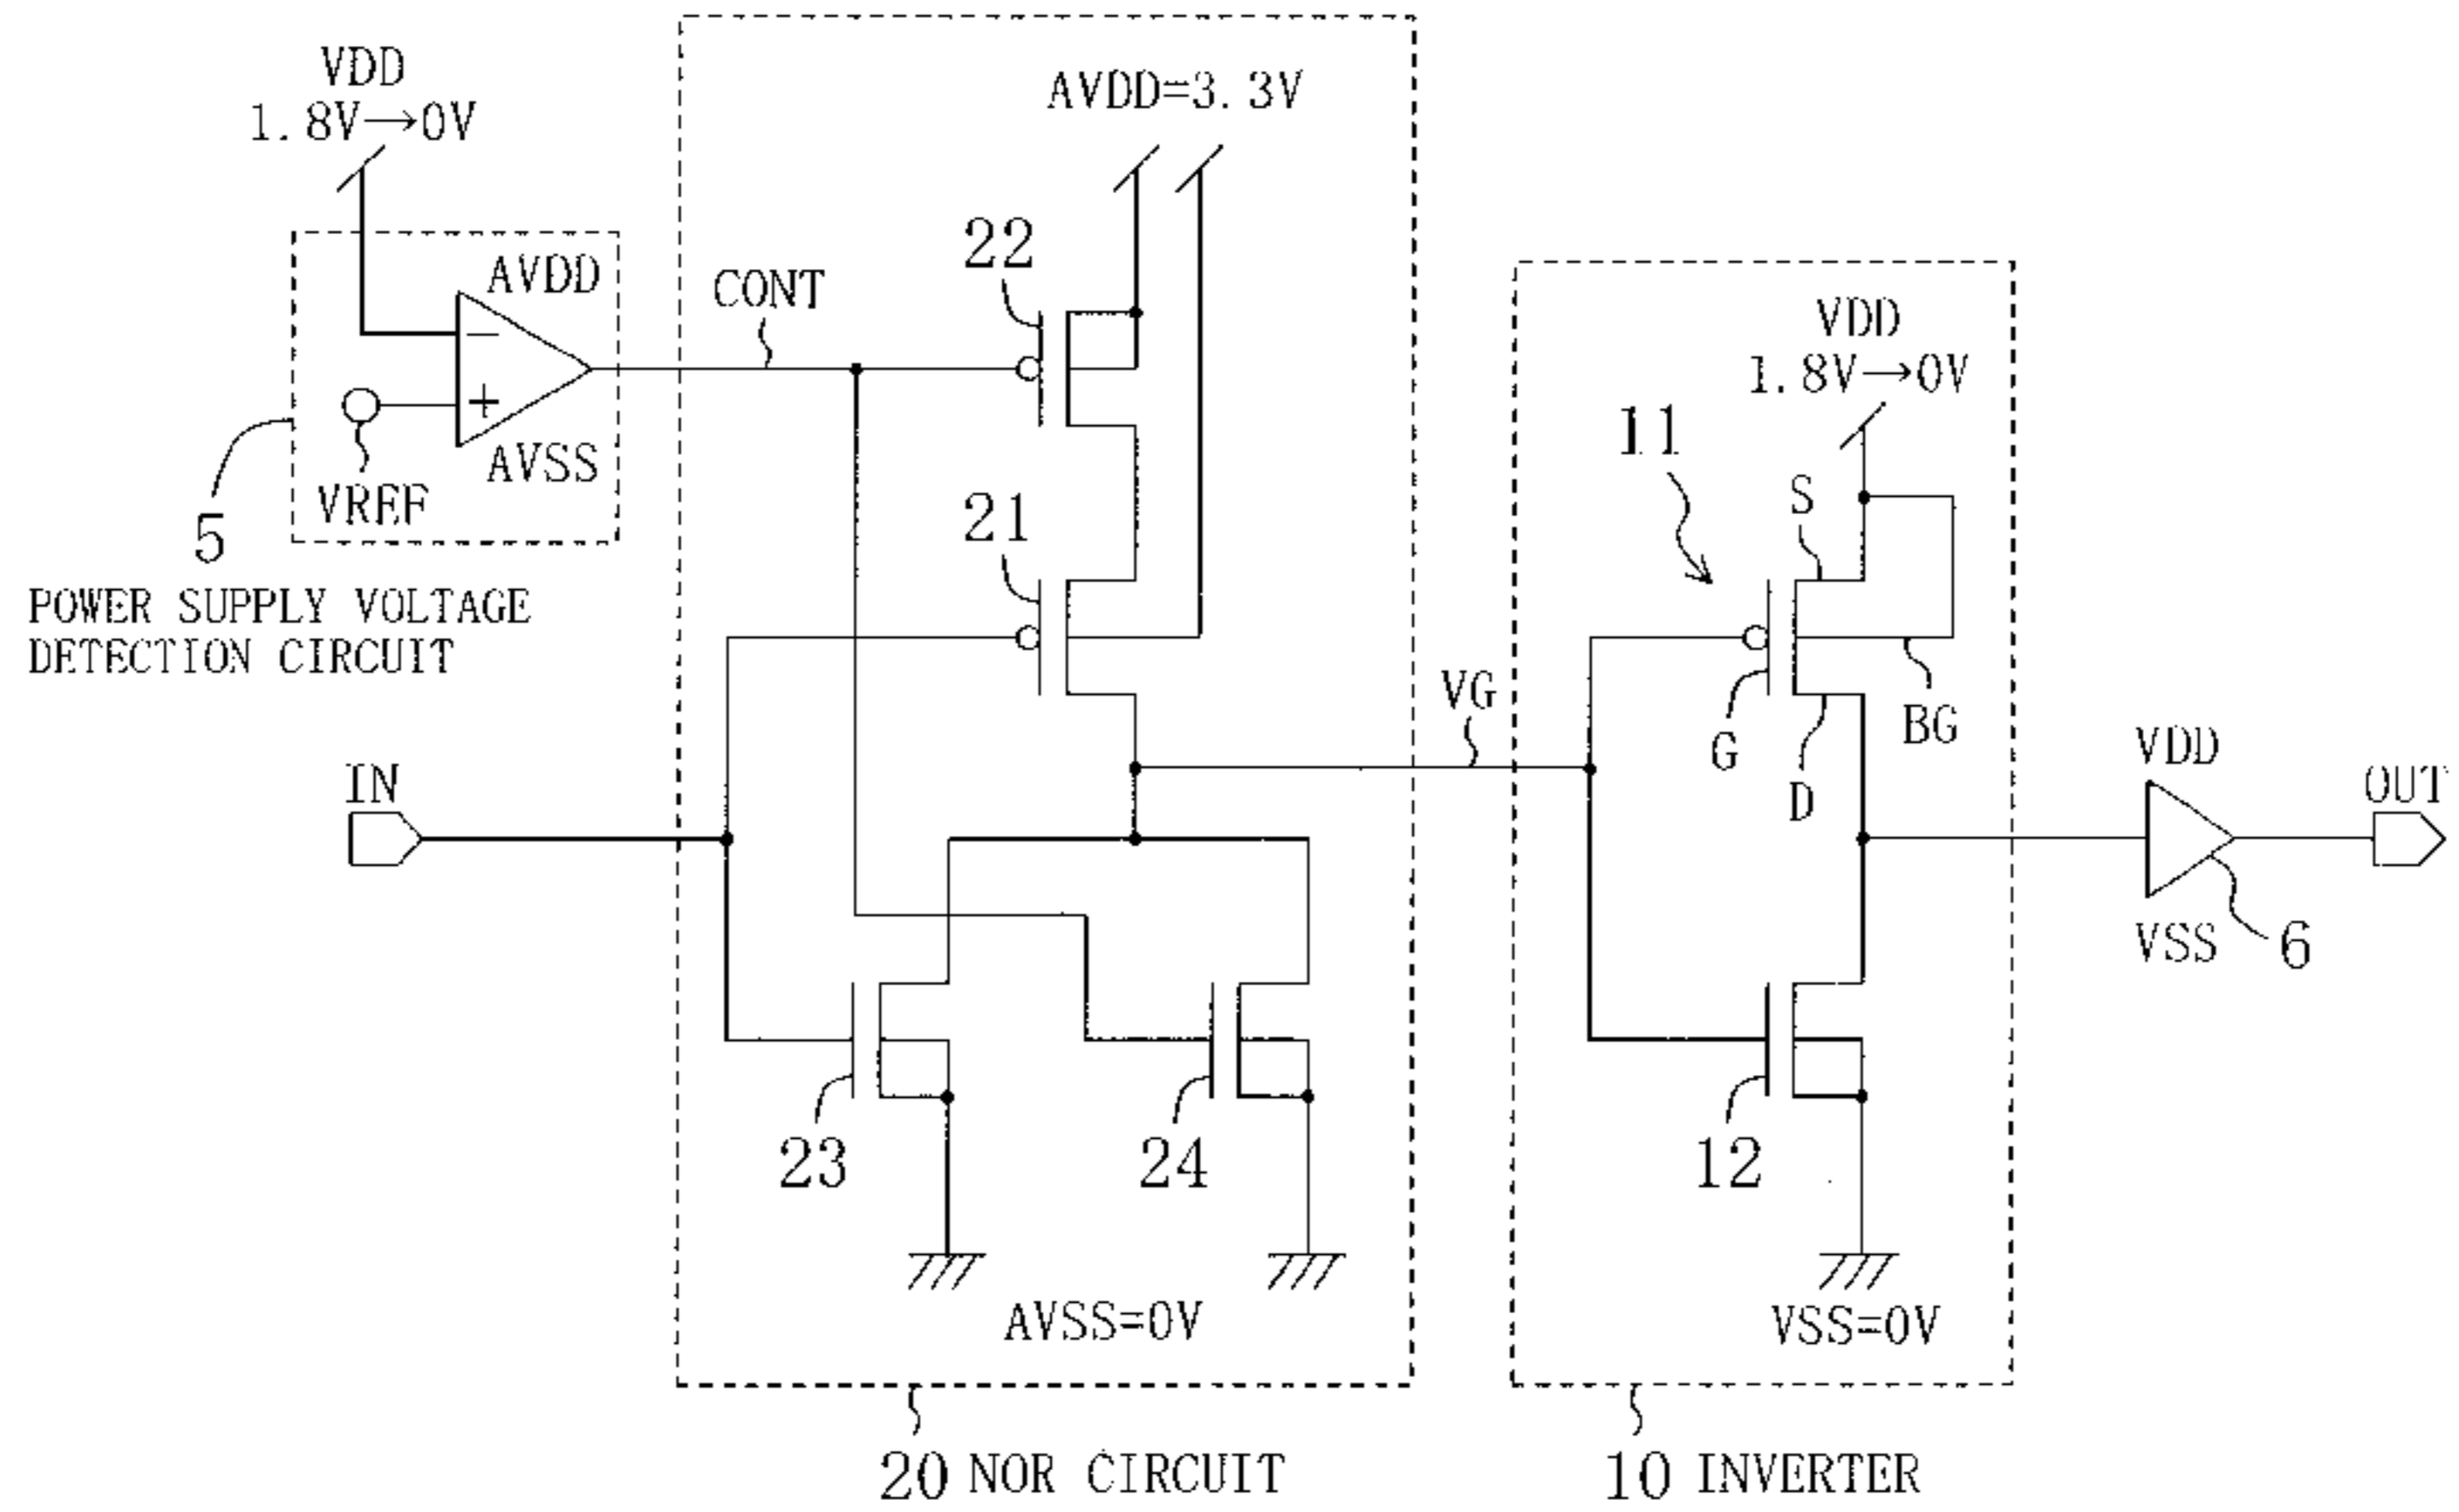 VDD
1.8V→0V
AVDD=3.3V
22
AVDD
CONT
VDD
1.8V→0V
11
−
+
AVSS
VREF
5
21
S
POWER SUPPLY VOLTAGE
DETECTION CIRCUIT
VG
G
BG
D
VDD
IN
OUT
VSS
6
23
24
12
AVSS=0V
VSS=0V
20 NOR CIRCUIT
10 INVERTER